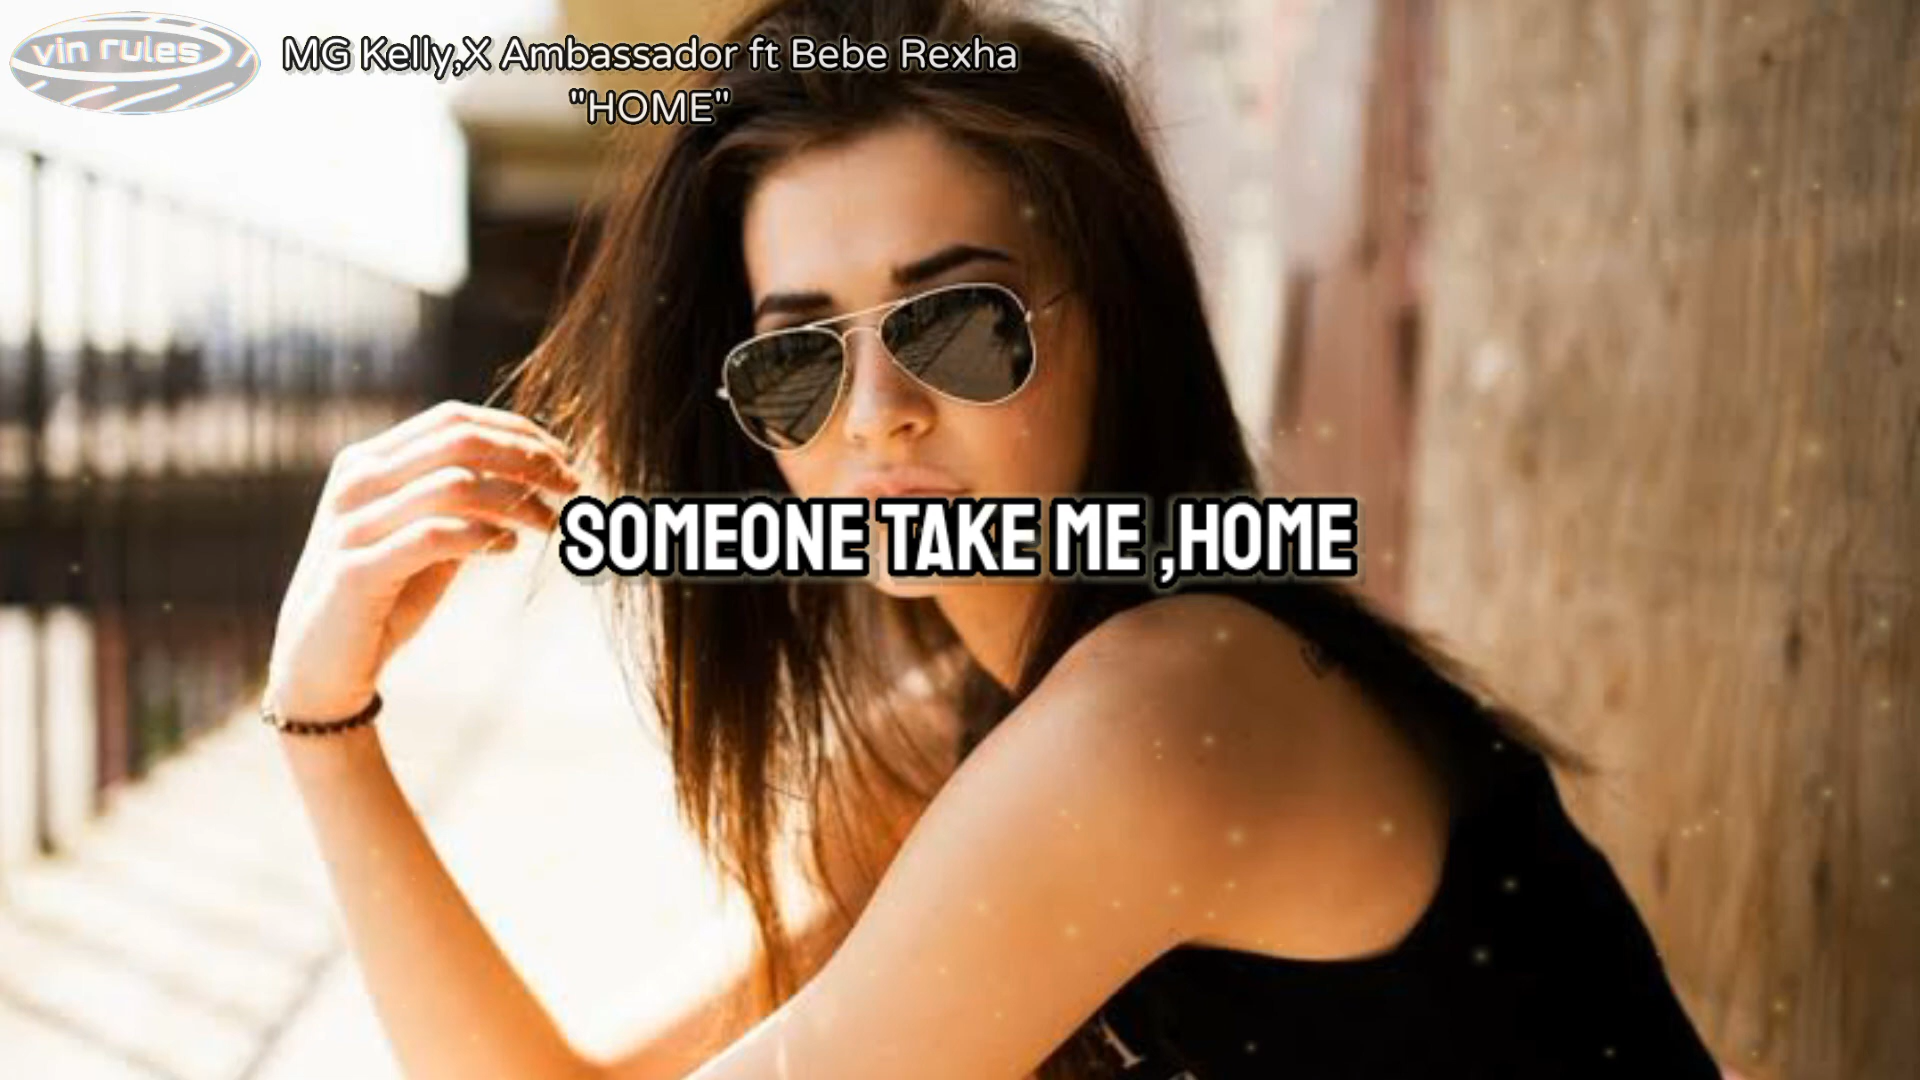 vin rules
MG Kelly,X Ambassador ft Bebe Rexha
"HOME"
SOMEONE TAKE ME ,HOME